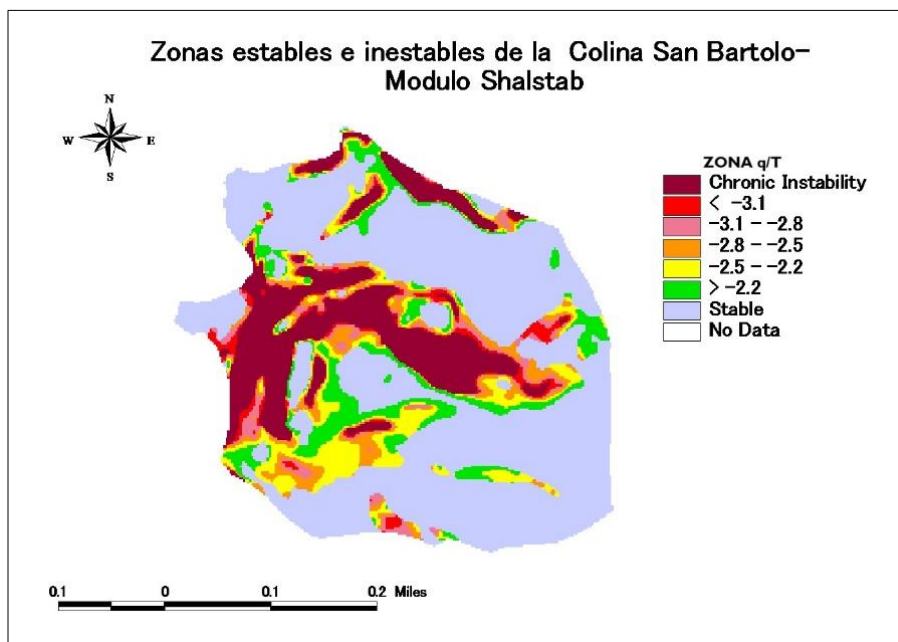 Zonas estables e inestables de la Colina San Bartolo-
Modulo Shalstab
N
W E
S
ZONA q/T
Chronic Instability
< -3.1
-3.1 - -2.8
-2.8 - -2.5
-2.5 - -2.2
> -2.2
Stable
No Data
0.1 0 0.1 0.2 Miles